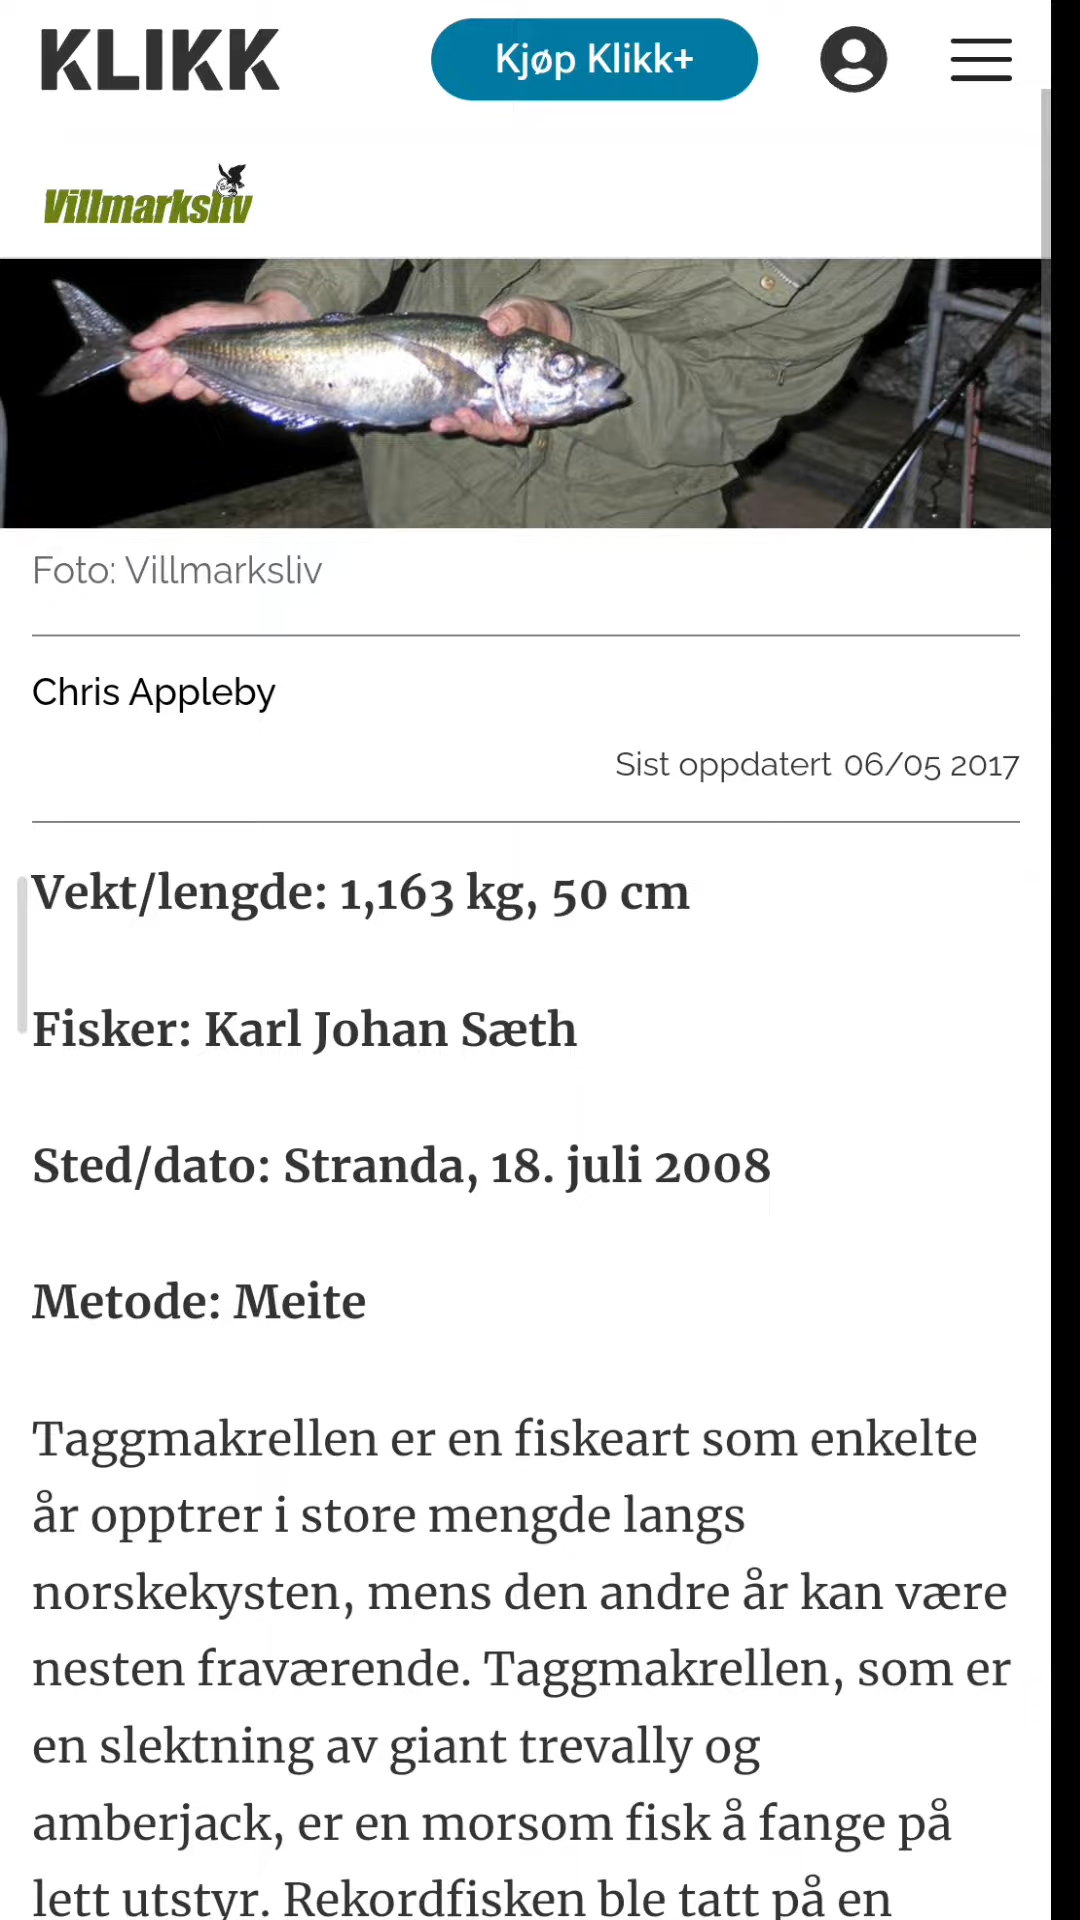 KLIKK
Kjøp Klikk+
Villmarksliv
Foto: Villmarksliv
Chris Appleby
Sist oppdatert 06/05 2017
Vekt/lengde: 1,163 kg, 50 cm
Fisker: Karl Johan Sæth
Sted/dato: Stranda, 18. juli 2008
Metode: Meite
Taggmakrellen er en fiskeart som enkelte
år opptrer i store mengde langs
norskekysten, mens den andre år kan være
nesten fraværende. Taggmakrellen, som er
en slektning av giant trevally og
amberjack, er en morsom fisk å fange på
lett utstyr. Rekordfisken ble tatt på en